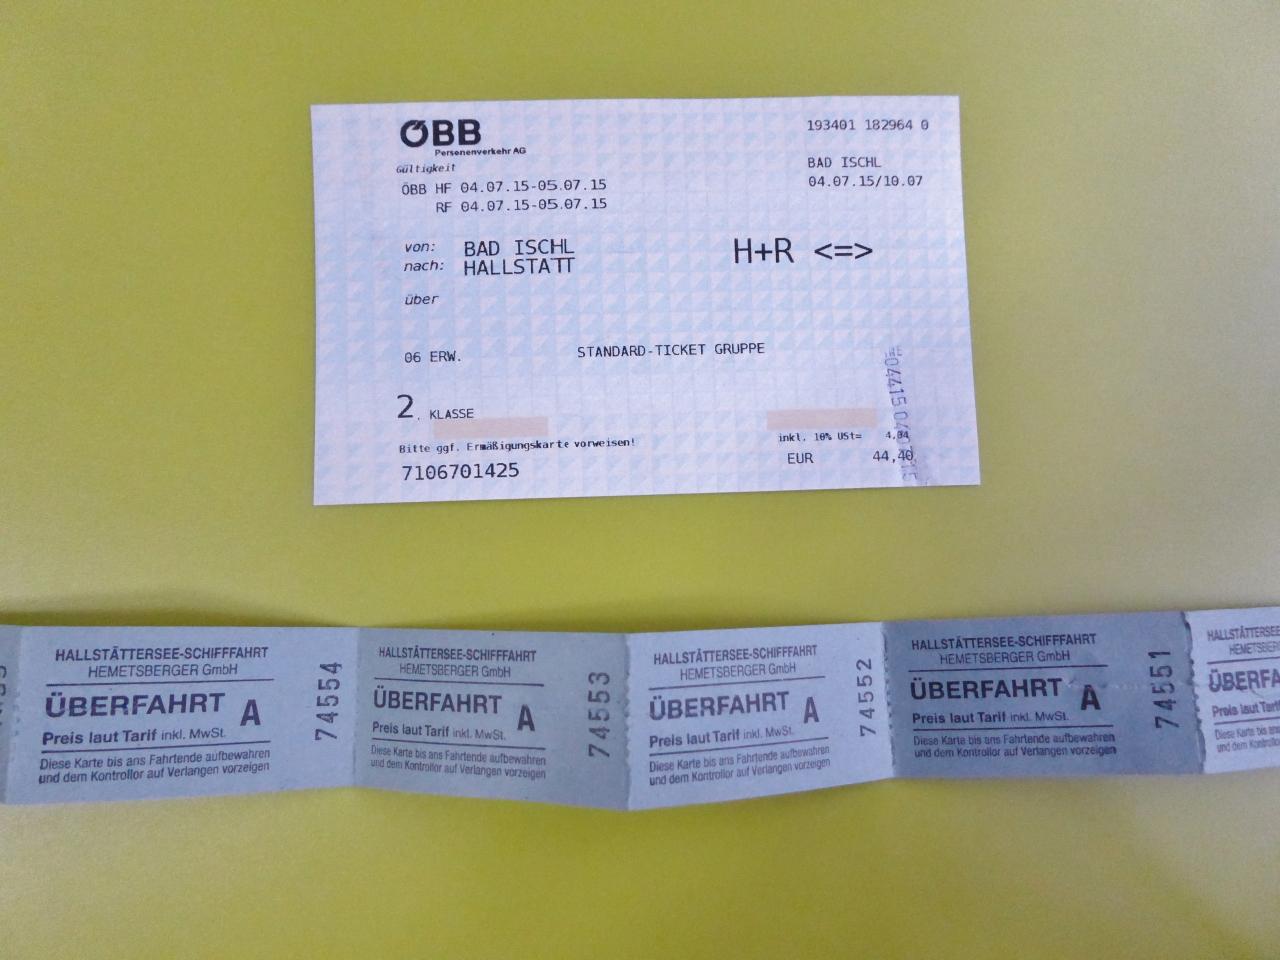 ÖBB
Personenverkehr AG
193401 182964 0
Gültigkeit
BAD ISCHL
ÖBB HF 04.07.15-05.07.15
04.07.15/10.07
RF 04.07.15-05.07.15
von: BAD ISCHL
H+R <=>
nach: HALLSTATT
über
06 ERW.
STANDARD-TICKET GRUPPE
2. KLASSE
Bitte ggf. Ermäßigungskarte vorweisen!
inkl. 10% USt= 4,04
7106701425
EUR 44,40
HALLSTÄTTERSEE-SCHIFFFAHRT
HEMETSBERGER GmbH
ÜBERFAHRT A
Preis laut Tarif inkl. MwSt.
Diese Karte bis ans Fahrtende aufbewahren
und dem Kontrollor auf Verlangen vorzeigen
74554
HALLSTÄTTERSEE-SCHIFFFAHRT
HEMETSBERGER GmbH
ÜBERFAHRT A
Preis laut Tarif inkl. MwSt.
Diese Karte bis ans Fahrtende aufbewahren
und dem Kontrollor auf Verlangen vorzeigen
74553
HALLSTÄTTERSEE-SCHIFFFAHRT
HEMETSBERGER GmbH
ÜBERFAHRT A
Preis laut Tarif inkl. MwSt.
Diese Karte bis ans Fahrtende aufbewahren
und dem Kontrollor auf Verlangen vorzeigen
74552
HALLSTÄTTERSEE-SCHIFFFAHRT
HEMETSBERGER GmbH
ÜBERFAHRT A
Preis laut Tarif inkl. MwSt.
Diese Karte bis ans Fahrtende aufbewahren
und dem Kontrollor auf Verlangen vorzeigen
74551
Preis laut
Diese Karte bis
und dem